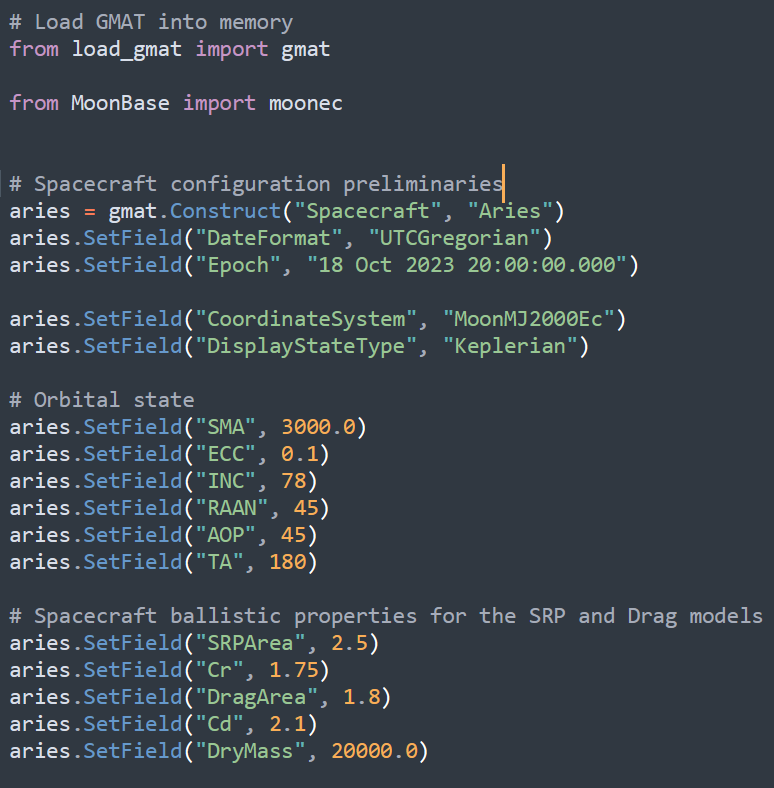 # Load GMAT into memory
from load_gmat import gmat
from MoonBase import moonec
# Spacecraft configuration preliminaries
aries = gmat.Construct("Spacecraft", "Aries")
aries.SetField("DateFormat", "UTCGregorian")
aries.SetField("Epoch", "18 Oct 2023 20:00:00.000")
aries.SetField("CoordinateSystem", "MoonMJ2000Ec")
aries.SetField("DisplayStateType", "Keplerian")
# Orbital state
aries.SetField("SMA", 3000.0)
aries.SetField("ECC", 0.1)
aries.SetField("INC", 78)
aries.SetField("RAAN", 45)
aries.SetField("AOP", 45)
aries.SetField("TA", 180)
# Spacecraft ballistic properties for the SRP and Drag models
aries.SetField("SRPArea", 2.5)
aries.SetField("Cr", 1.75)
aries.SetField("DragArea", 1.8)
aries.SetField("Cd", 2.1)
aries.SetField("DryMass", 20000.0)